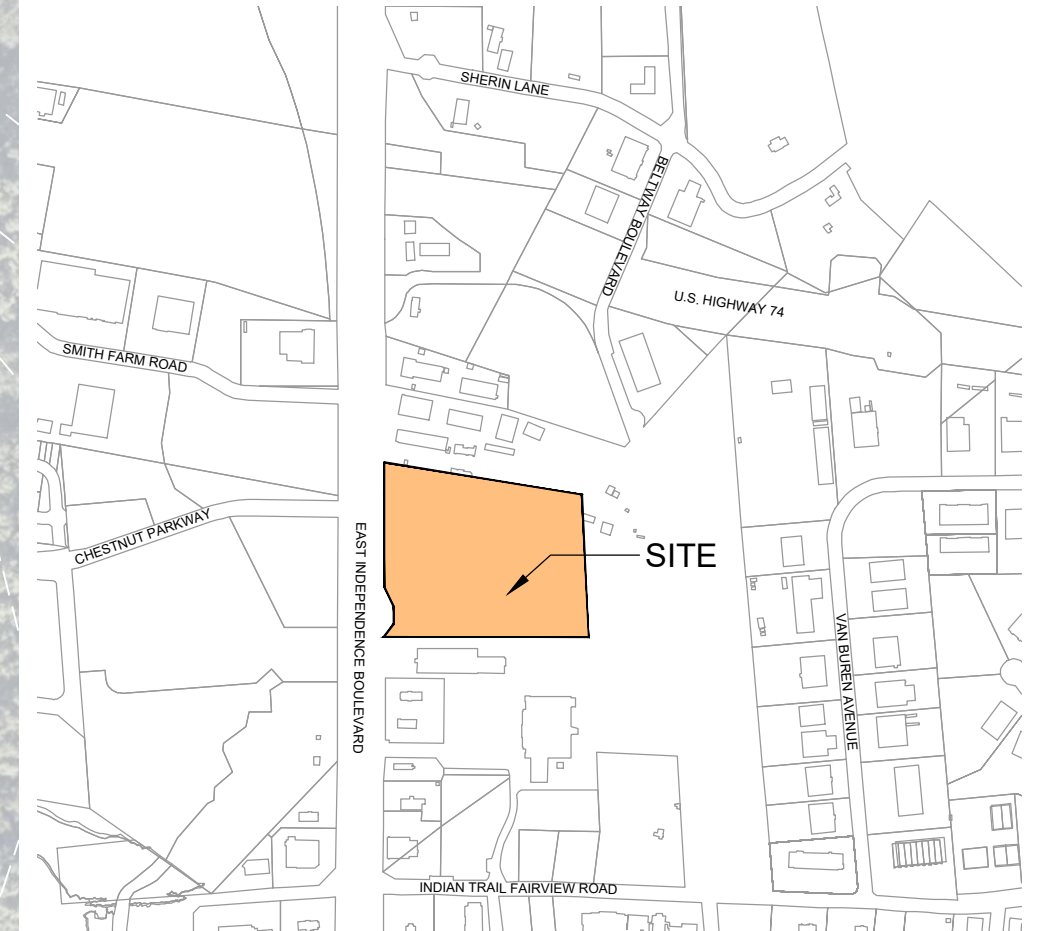 SHERIN LANE
BELTWAY BOULEVARD
U.S. HIGHWAY 74
SMITH FARM ROAD
CHESTNUT PARKWAY
EAST INDEPENDENCE BOULEVARD
SITE
VAN BUREN AVENUE
INDIAN TRAIL FAIRVIEW ROAD